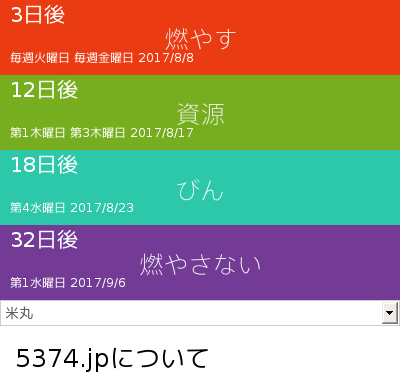 3日後
燃やす
毎週火曜日 毎週金曜日 2017/8/8
12日後
資源
第1木曜日 第3木曜日 2017/8/17
18日後
びん
第4水曜日 2017/8/23
32日後
燃やさない
第1水曜日 2017/9/6
米丸
5374.jpについて